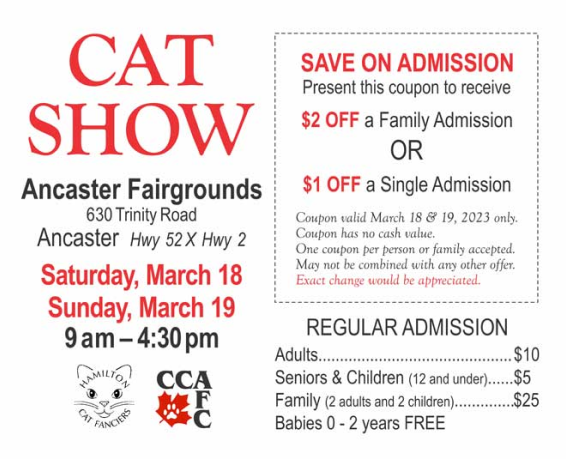 CAT
SHOW
Ancaster Fairgrounds
630 Trinity Road
Ancaster Hwy 52 X Hwy 2
Saturday, March 18
Sunday, March 19
9 am – 4:30 pm
HAMILTON
CAT FANCIERS
CCA
F
C
SAVE ON ADMISSION
Present this coupon to receive
$2 OFF a Family Admission
OR
$1 OFF a Single Admission
Coupon valid March 18 & 19, 2023 only.
Coupon has no cash value.
One coupon per person or family accepted.
May not be combined with any other offer.
Exact change would be appreciated.
REGULAR ADMISSION
Adults.............................................$10
Seniors & Children (12 and under)......$5
Family (2 adults and 2 children)..............$25
Babies 0 - 2 years FREE